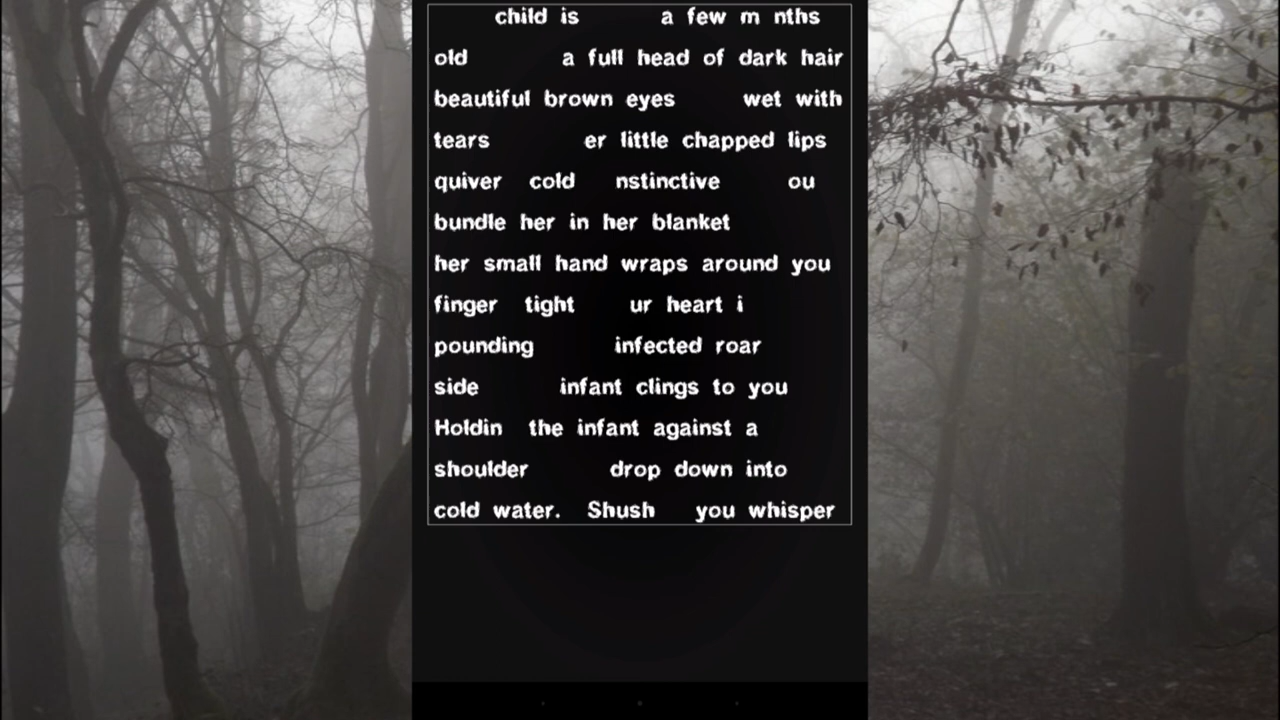 child is a few m nths
old a full head of dark hair
beautiful brown eyes wet with
tears er little chapped lips
quiver cold nstinctive ou
bundle her in her blanket
her small hand wraps around you
finger tight ur heart i
pounding infected roar
side infant clings to you
Holdin the infant against a
shoulder drop down into
cold water. Shush you whisper